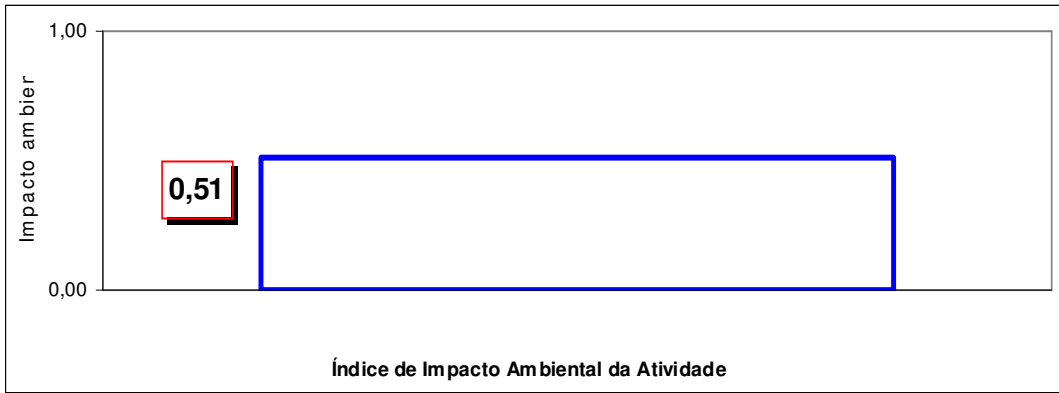 1,00
Impacto ambier
0,51
0,00
Índice de Impacto Ambiental da Atividade